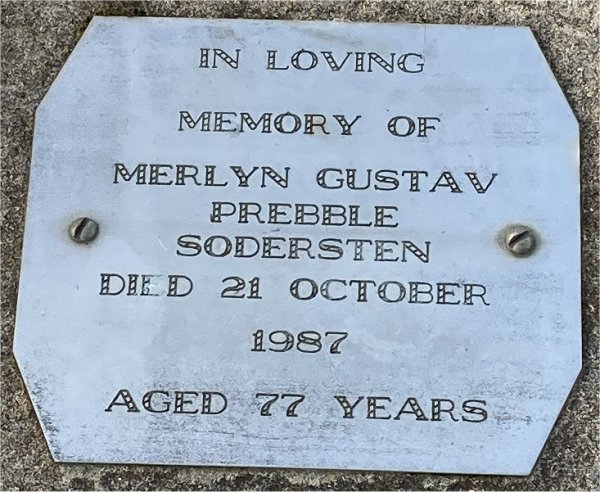 IN LOVING
MEMORY OF
MERLYN GUSTAV
PREBBLE
SODERSTEN
DIED 21 OCTOBER
1987
AGED 77 YEARS